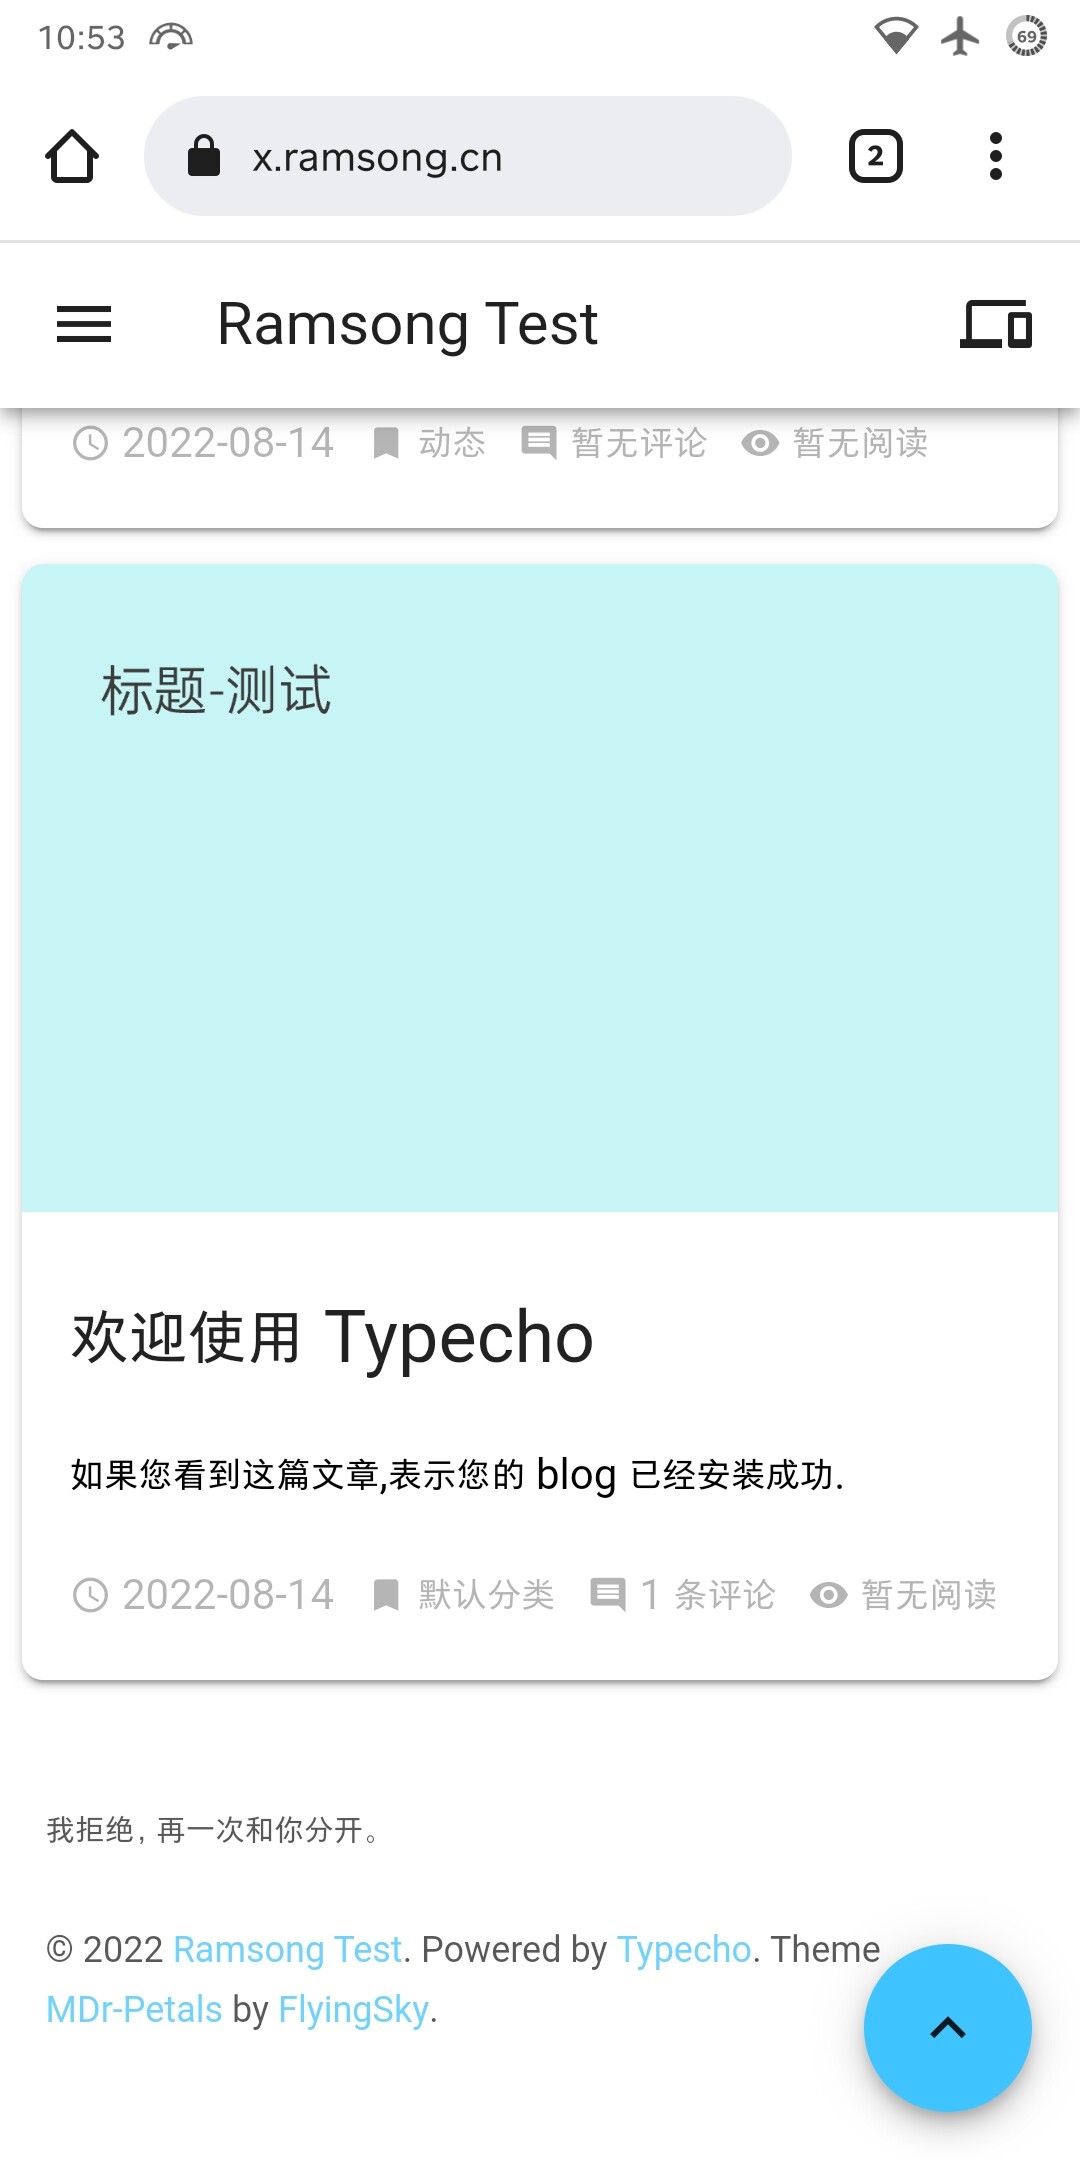 10:53
69
x.ramsong.cn
2
Ramsong Test
2022-08-14 动态 暂无评论 暂无阅读
标题-测试
欢迎使用 Typecho
如果您看到这篇文章,表示您的 blog 已经安装成功.
2022-08-14 默认分类 1 条评论 暂无阅读
我拒绝, 再一次和你分开。
© 2022 Ramsong Test. Powered by Typecho. Theme
MDr-Petals by FlyingSky.